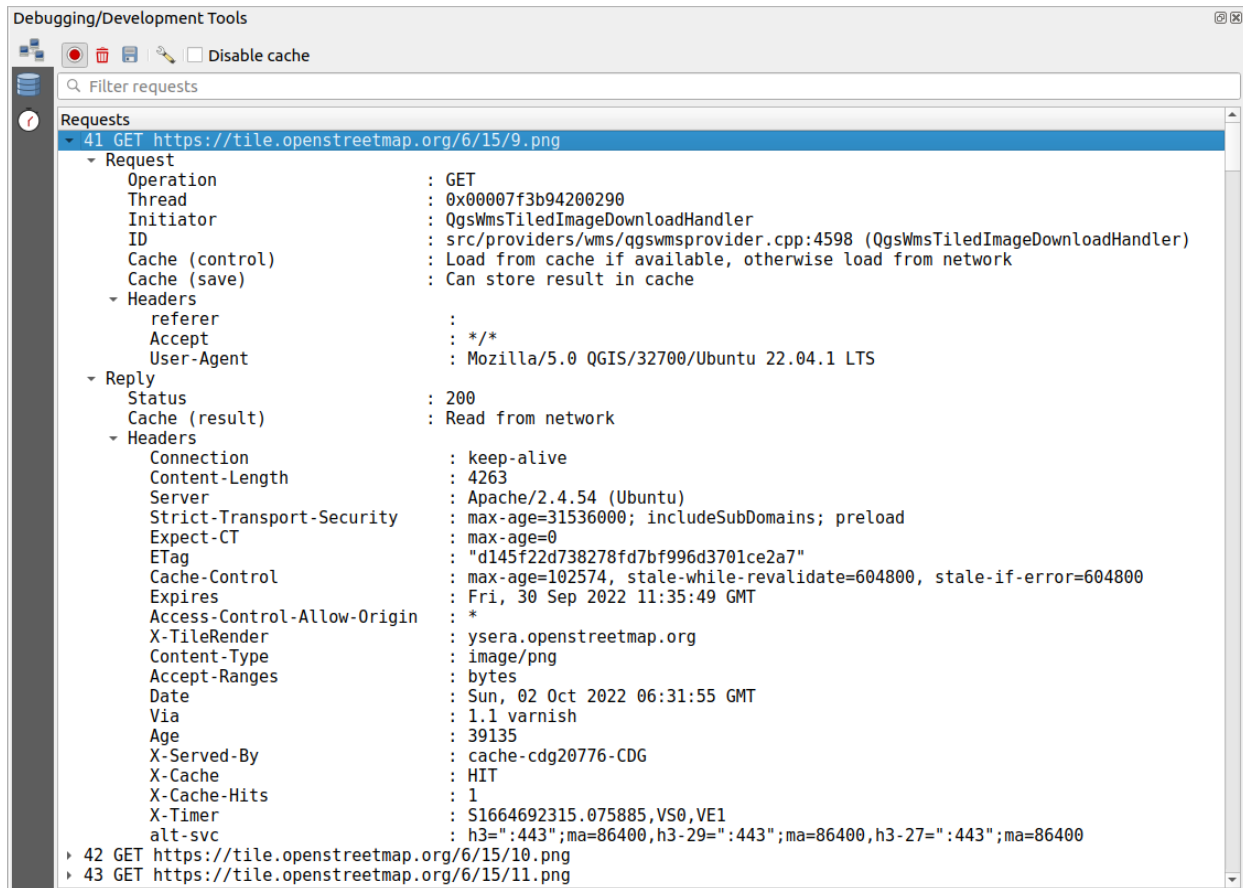 Debugging/Development Tools
Disable cache
Filter requests
Requests
41 GET https://tile.openstreetmap.org/6/15/9.png
Request
Operation : GET
Thread : 0x00007f3b94200290
Initiator : QgsWmsTiledImageDownloadHandler
ID : src/providers/wms/qgswmsprovider.cpp:4598 (QgsWmsTiledImageDownloadHandler)
Cache (control) : Load from cache if available, otherwise load from network
Cache (save) : Can store result in cache
Headers
referer :
Accept : */*
User-Agent : Mozilla/5.0 QGIS/32700/Ubuntu 22.04.1 LTS
Reply
Status : 200
Cache (result) : Read from network
Headers
Connection : keep-alive
Content-Length : 4263
Server : Apache/2.4.54 (Ubuntu)
Strict-Transport-Security : max-age=31536000; includeSubDomains; preload
Expect-CT : max-age=0
ETag : "d145f22d738278fd7bf996d3701ce2a7"
Cache-Control : max-age=102574, stale-while-revalidate=604800, stale-if-error=604800
Expires : Fri, 30 Sep 2022 11:35:49 GMT
Access-Control-Allow-Origin : *
X-TileRender : ysera.openstreetmap.org
Content-Type : image/png
Accept-Ranges : bytes
Date : Sun, 02 Oct 2022 06:31:55 GMT
Via : 1.1 varnish
Age : 39135
X-Served-By : cache-cdg20776-CDG
X-Cache : HIT
X-Cache-Hits : 1
X-Timer : S1664692315.075885,VS0,VE1
alt-svc : h3=":443";ma=86400,h3-29=":443";ma=86400,h3-27=":443";ma=86400
42 GET https://tile.openstreetmap.org/6/15/10.png
43 GET https://tile.openstreetmap.org/6/15/11.png